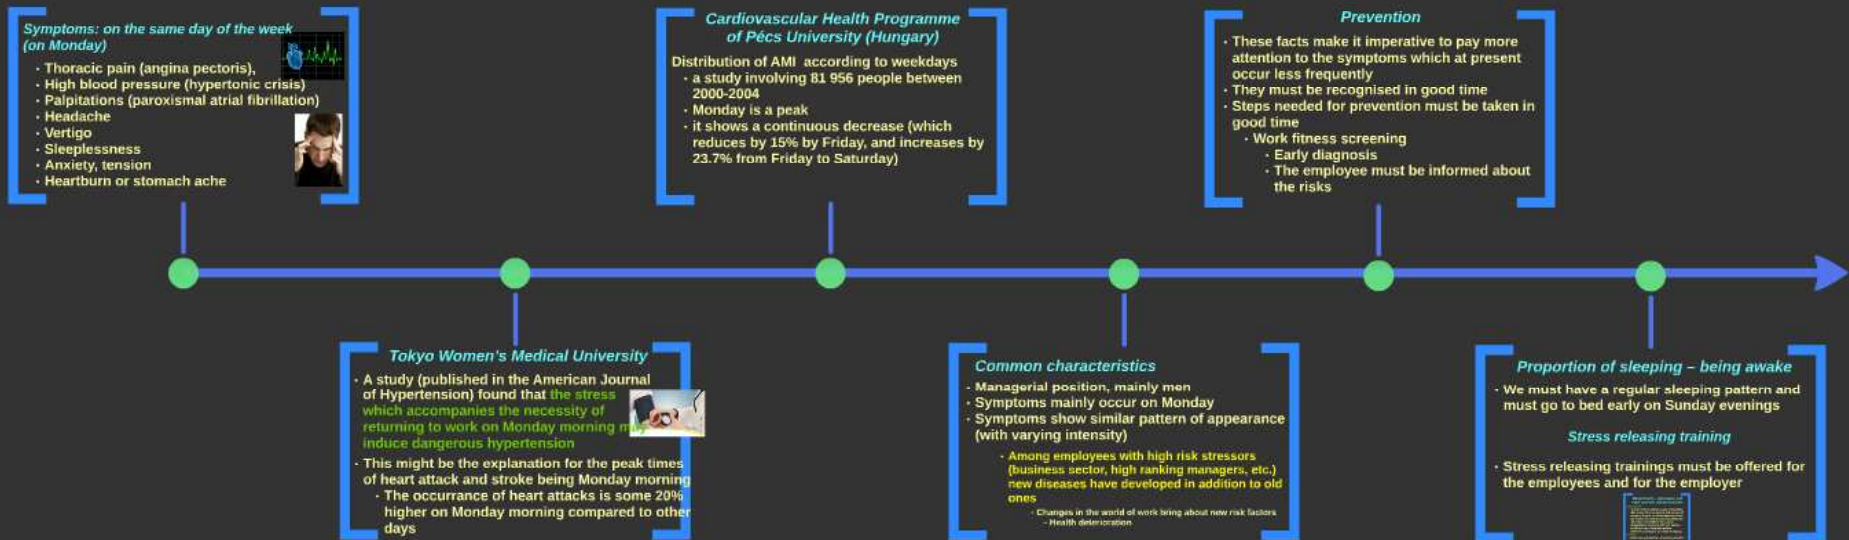 Symptoms: on the same day of the week
(on Monday)
· Thoracic pain (angina pectoris),
· High blood pressure (hypertonic crisis)
· Palpitations (paroxismal atrial fibrillation)
· Headache
· Vertigo
· Sleeplessness
· Anxiety, tension
· Heartburn or stomach ache
Tokyo Women's Medical University
· A study (published in the American Journal
of Hypertension) found that the stress
which accompanies the necessity of
returning to work on Monday morning may
induce dangerous hypertension
· This might be the explanation for the peak times
of heart attack and stroke being Monday morning
· The occurrance of heart attacks is some 20%
higher on Monday morning compared to other
days
Cardiovascular Health Programme
of Pécs University (Hungary)
Distribution of AMI according to weekdays
· a study involving 81 956 people between
2000-2004
· Monday is a peak
· it shows a continuous decrease (which
reduces by 15% by Friday, and increases by
23.7% from Friday to Saturday)
Common characteristics
· Managerial position, mainly men
· Symptoms mainly occur on Monday
· Symptoms show similar pattern of appearance
(with varying intensity)
· Among employees with high risk stressors
(business sector, high ranking managers, etc.)
new diseases have developed in addition to old
ones
· Changes in the world of work bring about new risk factors
- Health deterioration
Prevention
· These facts make it imperative to pay more
attention to the symptoms which at present
occur less frequently
· They must be recognised in good time
· Steps needed for prevention must be taken in
good time
· Work fitness screening
· Early diagnosis
· The employee must be informed about
the risks
Proportion of sleeping – being awake
· We must have a regular sleeping pattern and
must go to bed early on Sunday evenings
Stress releasing training
· Stress releasing trainings must be offered for
the employees and for the employer